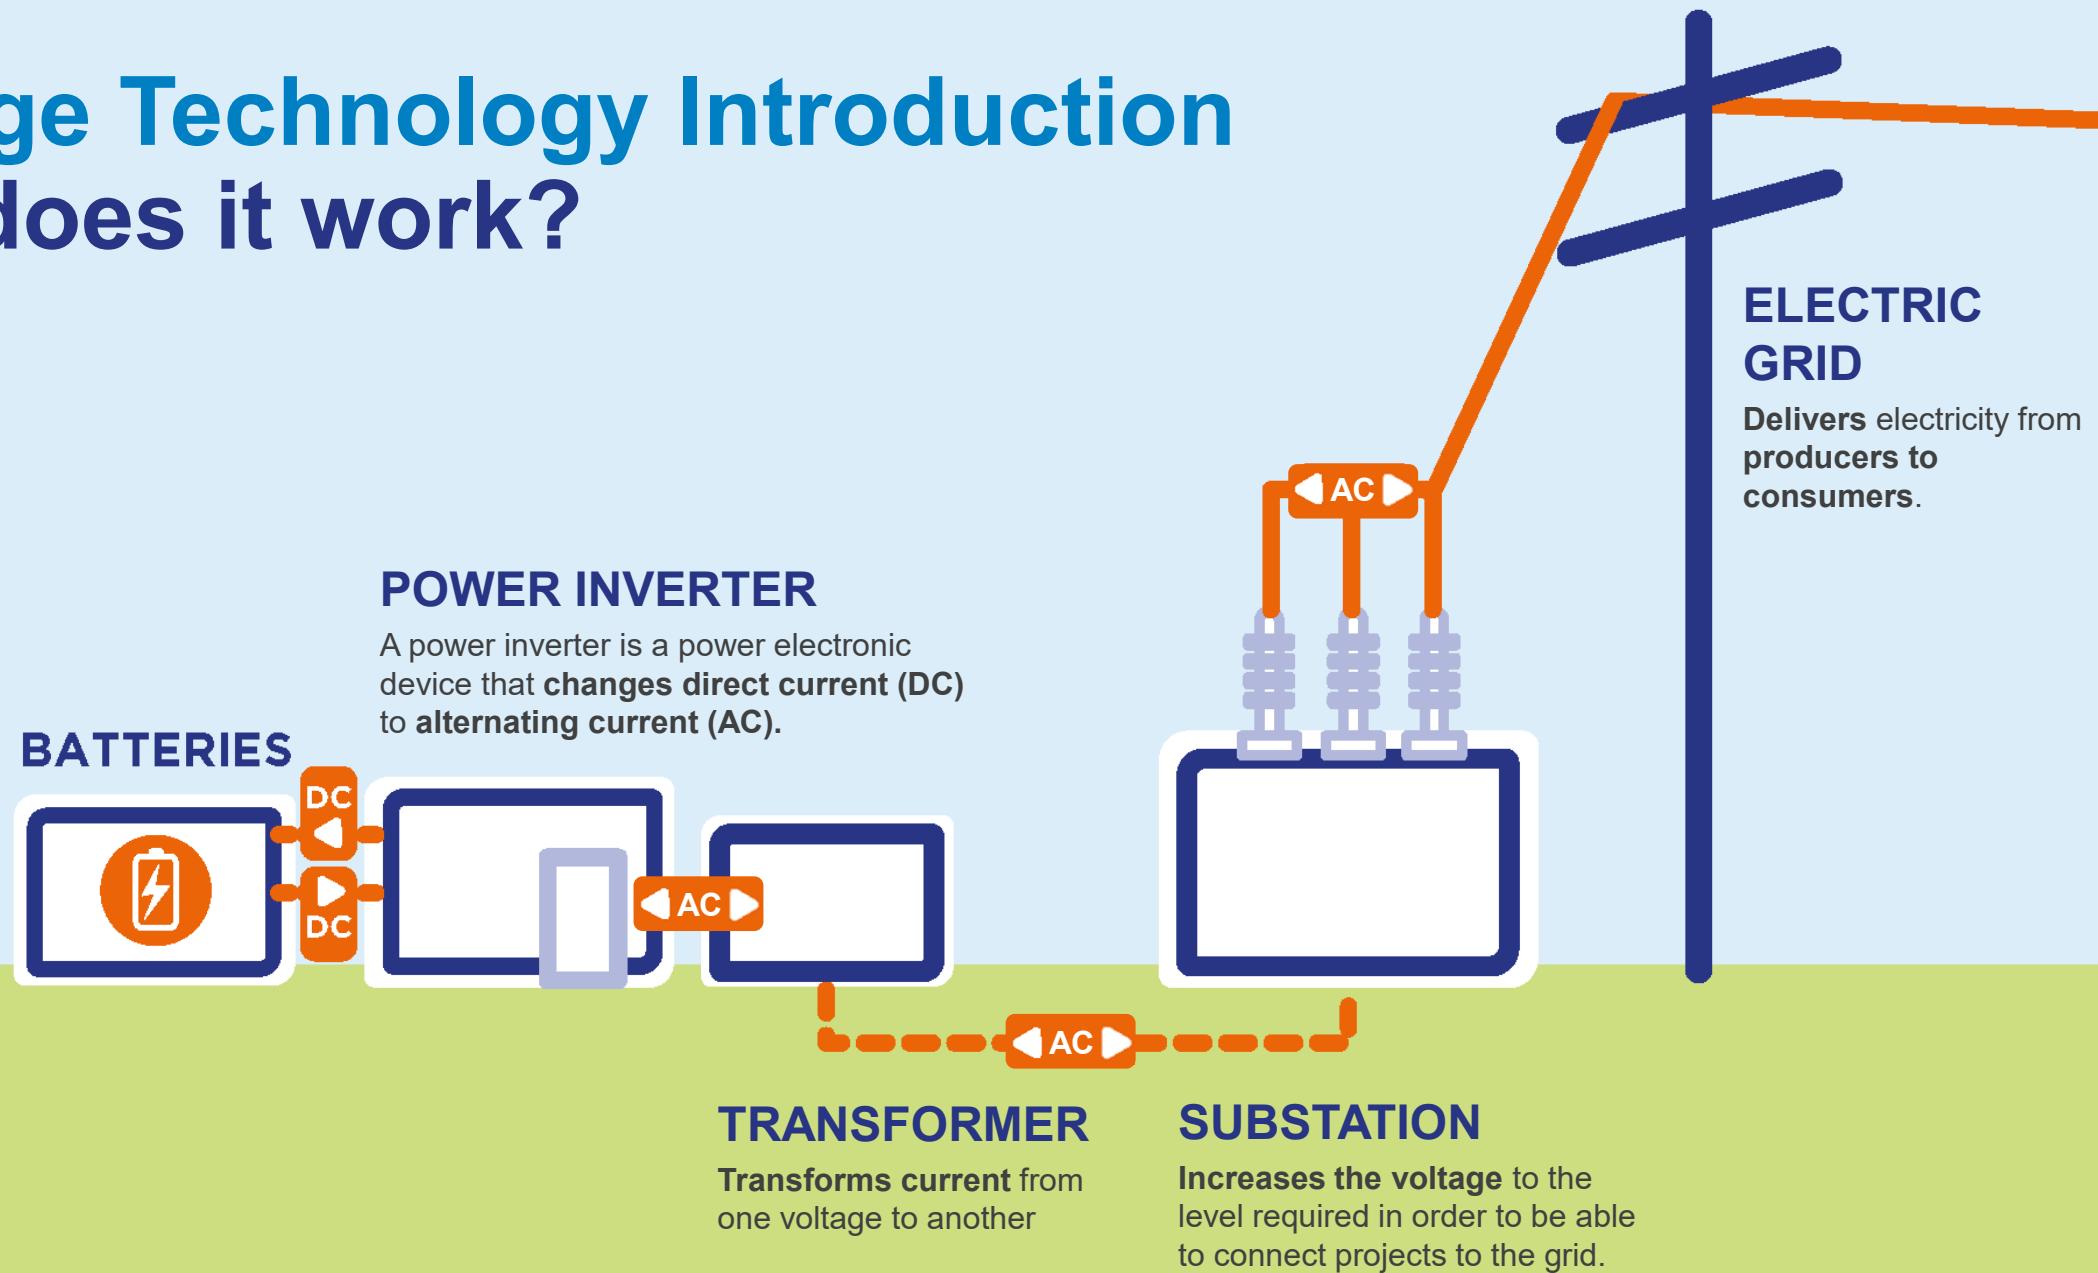 ge Technology Introduction
does it work?
ELECTRIC
GRID
Delivers electricity from
producers to
consumers.
AC
POWER INVERTER
A power inverter is a power electronic
device that changes direct current (DC)
to alternating current (AC).
BATTERIES
DC
DC
AC
AC
TRANSFORMER
Transforms current from
one voltage to another
SUBSTATION
Increases the voltage to the
level required in order to be able
to connect projects to the grid.